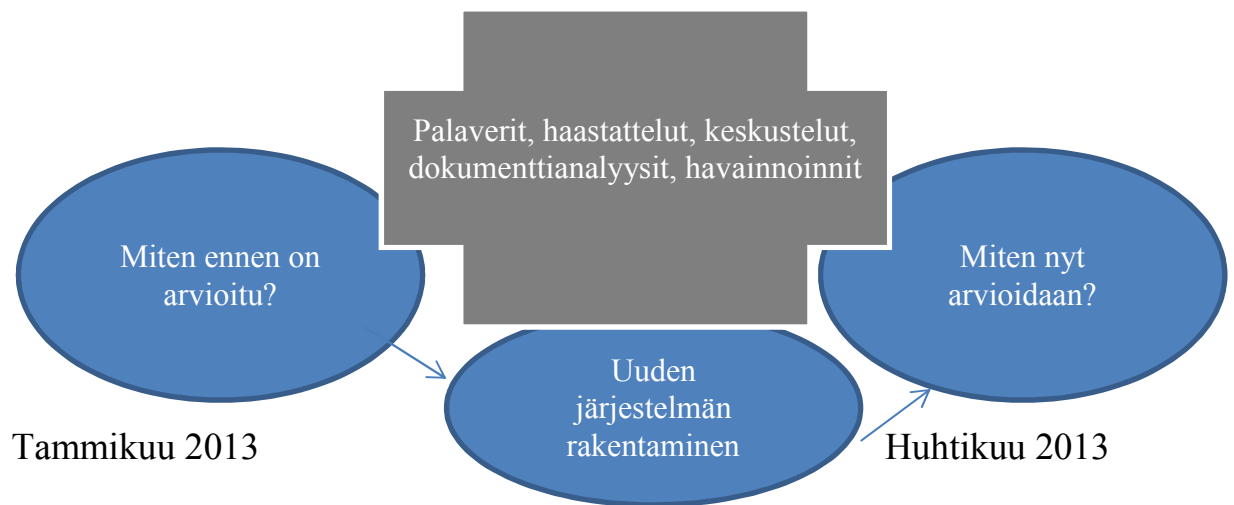 Palaverit, haastattelut, keskustelut,
dokumenttianalyysit, havainnoinnit
Miten ennen on
arvioitu?
Miten nyt
arvioidaan?
Uuden
järjestelmän
rakentaminen
Tammikuu 2013
Huhtikuu 2013